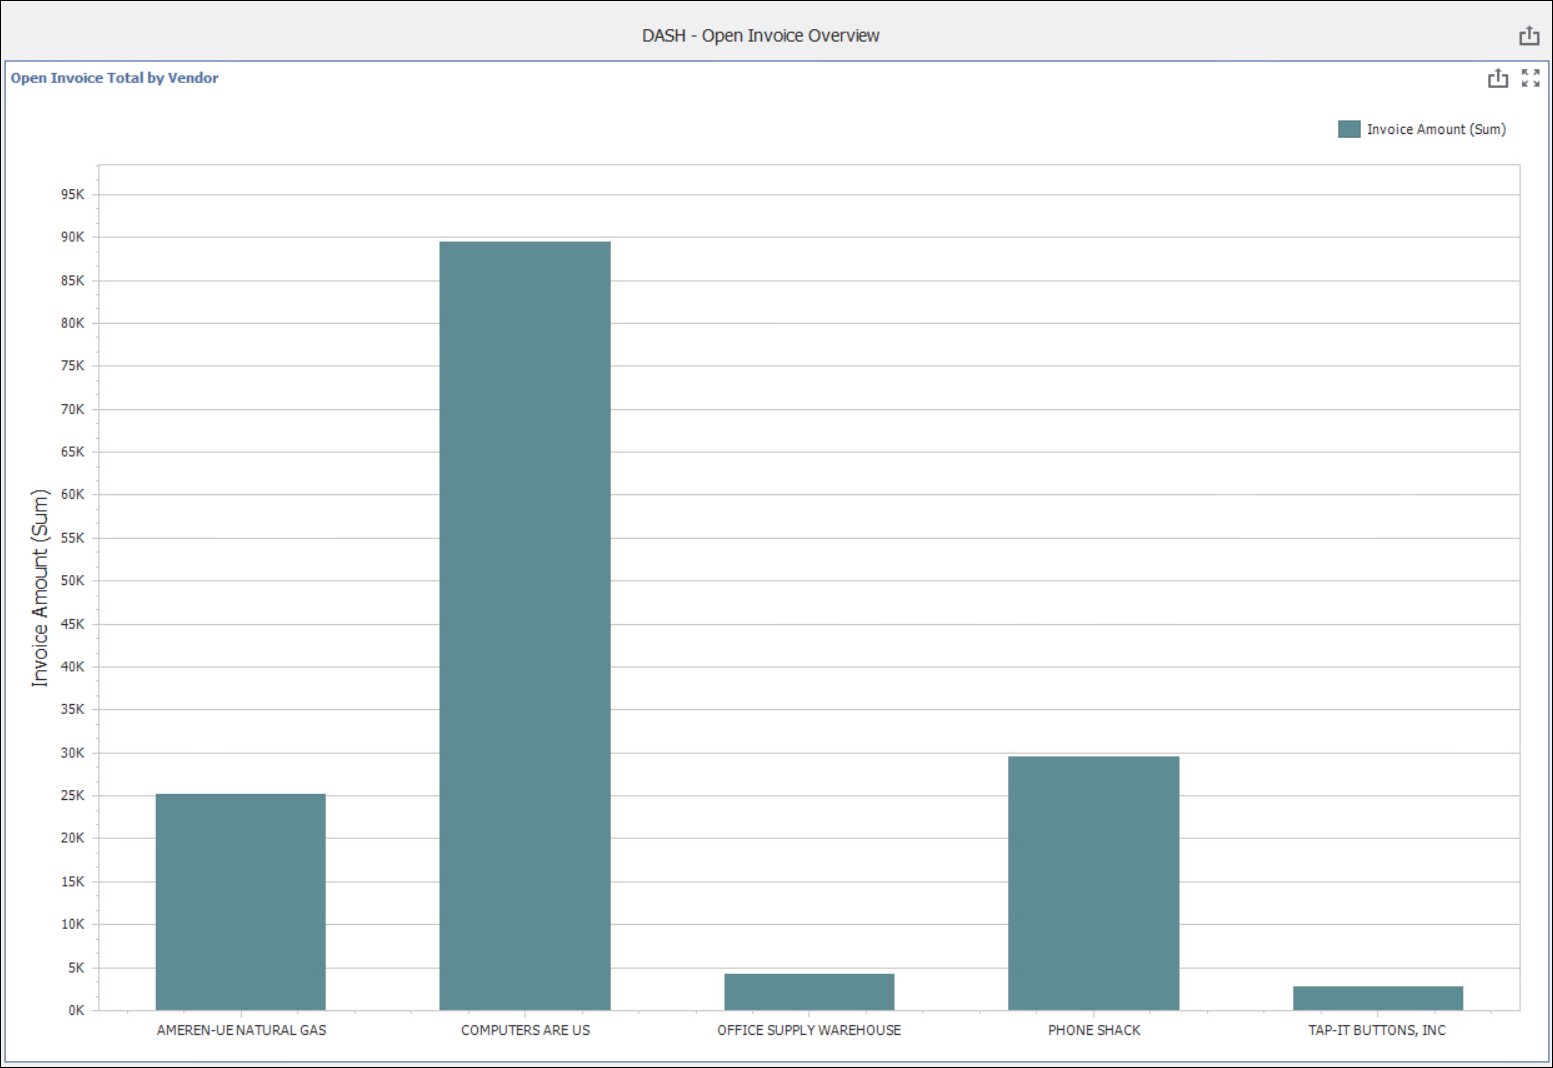 DASH - Open Invoice Overview
Open Invoice Total by Vendor
Invoice Amount (Sum)
95K
90K
85K
80K
75K
70K
65K
60K
55K
50K
45K
40K
35K
30K
25K
20K
15K
10K
5K
0K
Invoice Amount (Sum)
AMEREN-UE NATURAL GAS
COMPUTERS ARE US
OFFICE SUPPLY WAREHOUSE
PHONE SHACK
TAP-IT BUTTONS, INC